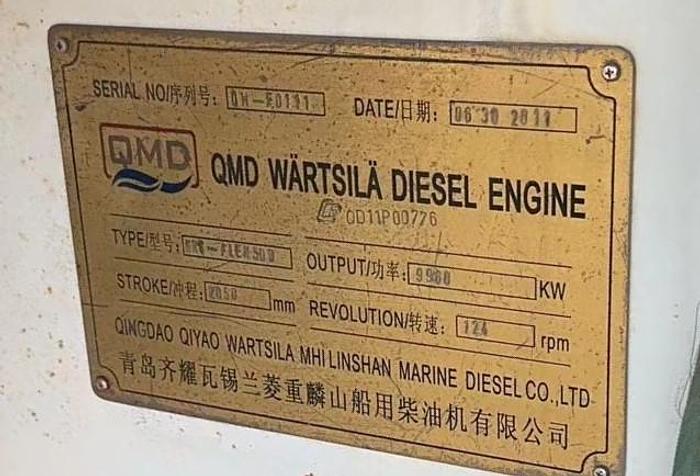 SERIAL NO/序列号: DATE/日期: 06 30 2011
QMD
QMD WÄRTSILÄ DIESEL ENGINE
QD11P00776
TYPE/型号:
OUTPUT/功率: 9960 KW
STROKE/冲程: 2050 mm
REVOLUTION/转速: 124 rpm
QINGDAO QIYAO WARTSILA MHI LINSHAN MARINE DIESEL CO., LTD
青岛齐耀瓦锡兰菱重麟山船用柴油机有限公司